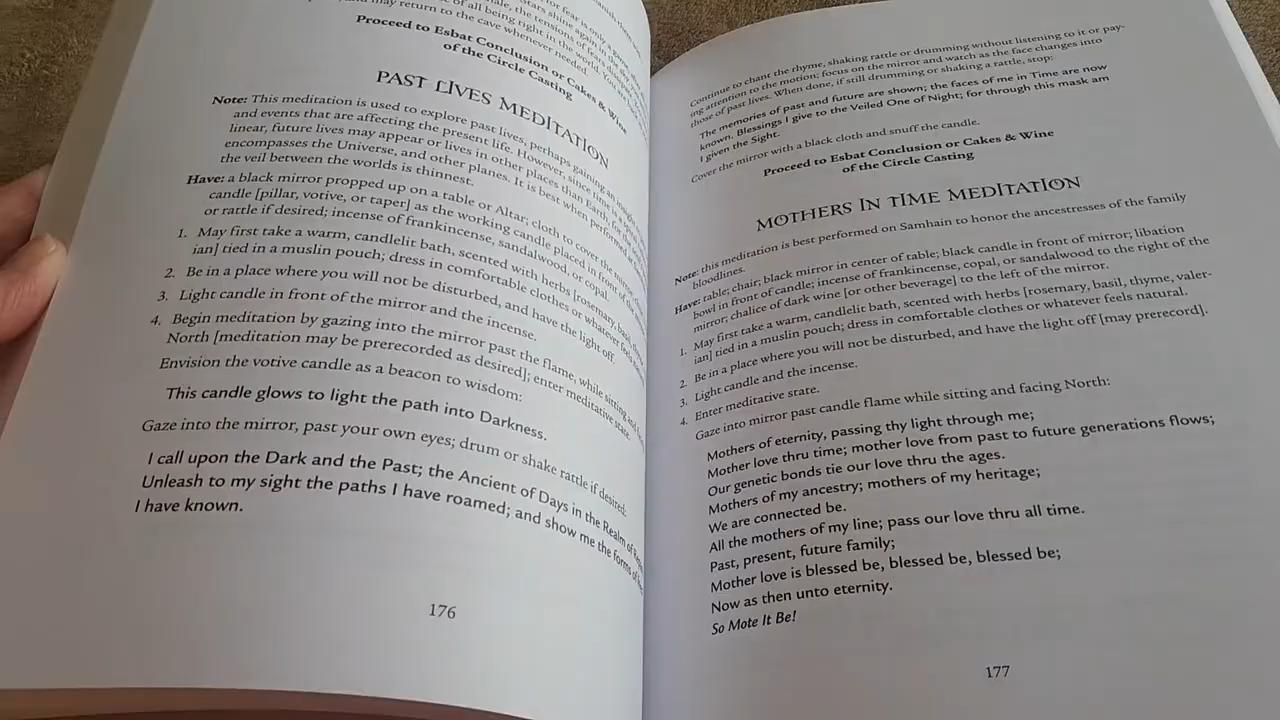 Stars shine again
the tensions of
of all being right in the world.
and may return to the cave whenever needed.
Proceed to Esbat Conclusion or Cakes & Wine
of the Circle Casting
PAST LIVES MEDITATION
Note: This meditation is used to explore past lives, perhaps gaining an
and events that are affecting the present life. However, since time is
linear, future lives may appear or lives in other places than Earth, for
encompasses the Universe, and other planes. It is best when performed
the veil between the worlds is thinnest.
Have: a black mirror propped up on a table or Altar; cloth to cover the
candle [pillar, votive, or taper] as the working candle placed in front of
or rattle if desired; incense of frankincense, sandalwood, or copal.
1. May first take a warm, candlelit bath, scented with herbs [rosemary, basil,
ian] tied in a muslin pouch; dress in comfortable clothes or whatever feels
2. Be in a place where you will not be disturbed, and have the light off.
3. Light candle in front of the mirror and the incense.
4. Begin meditation by gazing into the mirror past the flame, while sitting and
North [meditation may be prerecorded as desired]; enter meditative state.
Envision the votive candle as a beacon to wisdom:
This candle glows to light the path into Darkness.
Gaze into the mirror, past your own eyes; drum or shake rattle if desired:
I call upon the Dark and the Past; the Ancient of Days in the Realm of
Unleash to my sight the paths I have roamed; and show me the forms of
I have known.
176
Continue to chant the rhyme, shaking rattle or drumming without listening to it or pay-
ing attention to the motion; focus on the mirror and watch as the face changes into
those of past lives. When done, if still drumming or shaking a rattle, stop:
The memories of past and future are shown; the faces of me in Time are now
known. Blessings I give to the Veiled One of Night; for through this mask am
I given the Sight.
Cover the mirror with a black cloth and snuff the candle.
Proceed to Esbat Conclusion or Cakes & Wine
of the Circle Casting
MOTHERS IN TIME MEDITATION
Note: this meditation is best performed on Samhain to honor the ancestresses of the family
bloodlines.
Have: table; chair; black mirror in center of table; black candle in front of mirror; libation
bowl in front of candle; incense of frankincense, copal, or sandalwood to the right of the
mirror; chalice of dark wine [or other beverage] to the left of the mirror.
1. May first take a warm, candlelit bath, scented with herbs [rosemary, basil, thyme, valer-
ian] tied in a muslin pouch; dress in comfortable clothes or whatever feels natural.
2. Be in a place where you will not be disturbed, and have the light off [may prerecord].
3. Light candle and the incense.
4. Enter meditative state.
Gaze into mirror past candle flame while sitting and facing North:
Mothers of eternity, passing thy light through me;
Mother love thru time; mother love from past to future generations flows;
Our genetic bonds tie our love thru the ages.
Mothers of my ancestry; mothers of my heritage;
We are connected be.
All the mothers of my line; pass our love thru all time.
Past, present, future family;
Mother love is blessed be, blessed be, blessed be;
Now as then unto eternity.
So Mote It Be!
177